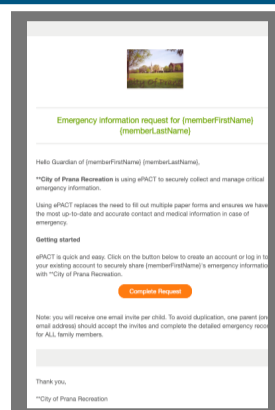 Emergency information request for {memberFirstName}
{memberLastName}
Hello Guardian of {memberFirstName} {memberLastName},
**City of Prana Recreation is using ePACT to securely collect and manage critical
emergency information.
Using ePACT replaces the need to fill out multiple paper forms and ensures we have
the most up-to-date and accurate contact and medical information in case of
emergency.
Getting started
ePACT is quick and easy. Click on the button below to create an account or log in to
your existing account to securely share {memberFirstName}'s emergency informatio
with **City of Prana Recreation.
Complete Request
Note: you will receive one email invite per child. To avoid duplication, one parent (one
email address) should accept the invites and complete the detailed emergency reco
for ALL family members.
Thank you,
**City of Prana Recreation